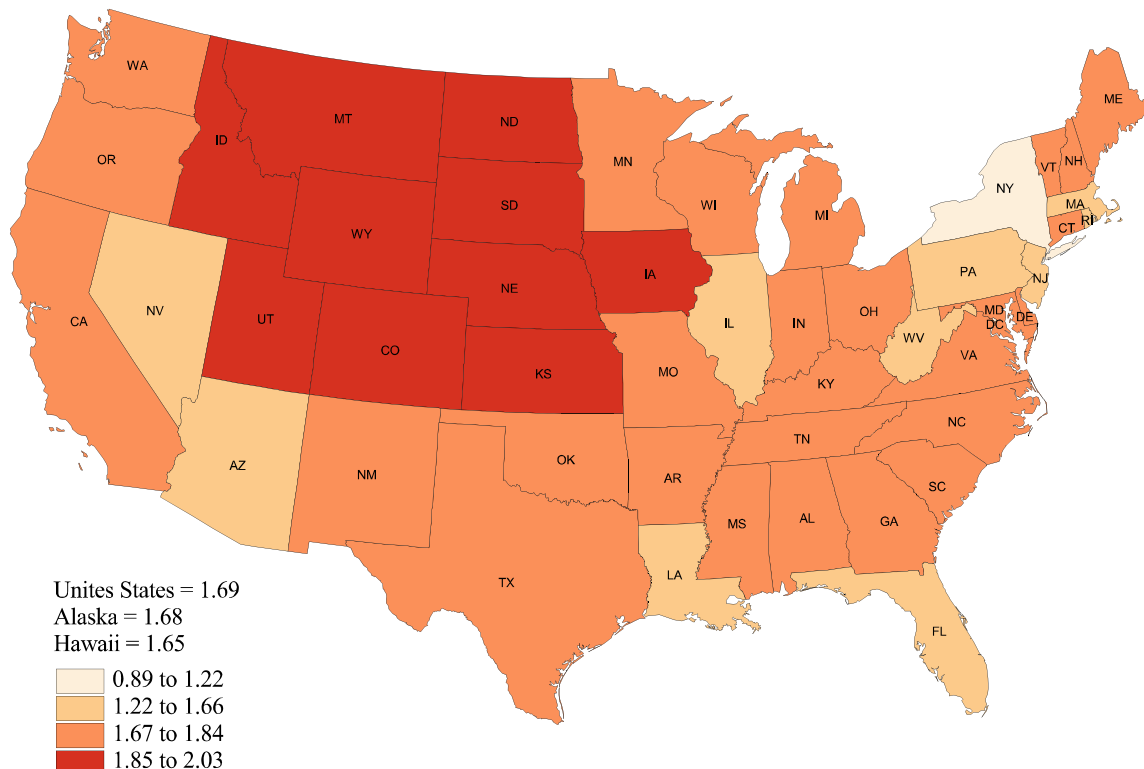 WA
MT
ND
ME
ID
OR
MN
VT
NH
NY
SD
WI
MI
MA
RI
CT
WY
IA
PA
NE
NJ
NV
IL
IN
OH
MD
DE
UT
DC
CA
CO
WV
KS
MO
VA
KY
NC
TN
OK
AZ
NM
AR
SC
MS
AL
GA
TX
LA
FL
Unites States = 1.69
Alaska = 1.68
Hawaii = 1.65
0.89 to 1.22
1.22 to 1.66
1.67 to 1.84
1.85 to 2.03